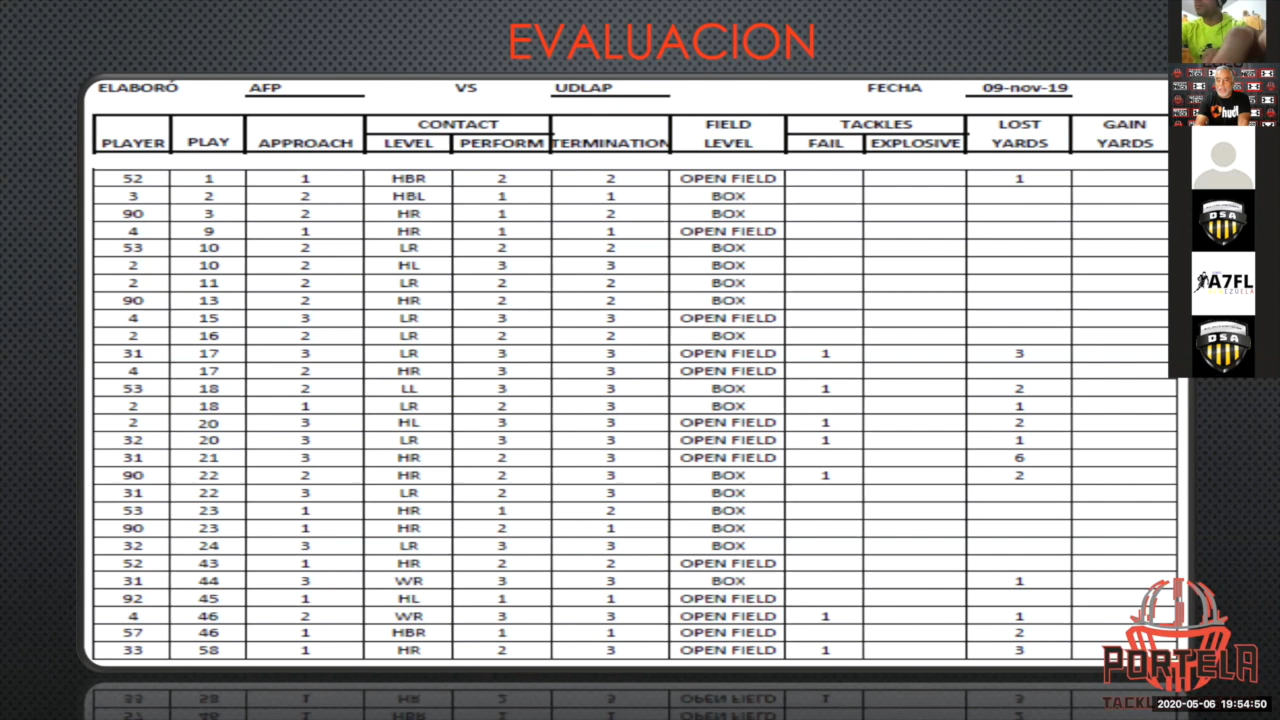 EVALUACION
ELABORÓ AFP VS UDLAP FECHA 09-nov-19
CONTACT FIELD TACKLES LOST GAIN
PLAYER PLAY APPROACH LEVEL PERFORM TERMINATION LEVEL FAIL EXPLOSIVE YARDS YARDS
52 1 1 HBR 2 2 OPEN FIELD 1
3 2 2 HBL 1 1 BOX
90 3 2 HR 1 2 BOX
4 9 1 HR 1 1 OPEN FIELD
53 10 2 LR 2 2 BOX
2 10 2 HL 3 3 BOX
2 11 2 LR 2 2 BOX
90 13 2 HR 2 2 BOX
4 15 3 LR 3 3 OPEN FIELD
2 16 2 LR 2 2 BOX
31 17 3 LR 3 3 OPEN FIELD 1 3
4 17 2 HR 3 3 OPEN FIELD
53 18 2 LL 3 3 BOX 1 2
2 18 1 LR 2 3 BOX 1
2 20 3 HL 3 3 OPEN FIELD 1 2
32 20 3 LR 3 3 OPEN FIELD 1 1
31 21 3 HR 2 3 OPEN FIELD 6
90 22 2 HR 2 3 BOX 1 2
31 22 3 LR 2 3 BOX
53 23 1 HR 1 2 BOX
90 23 1 HR 2 1 BOX
32 24 3 LR 3 3 BOX
52 43 1 HR 2 2 OPEN FIELD
31 44 3 WR 3 3 BOX 1
92 45 1 HL 1 1 OPEN FIELD
4 46 2 WR 3 3 OPEN FIELD 1 1
57 46 1 HBR 1 1 OPEN FIELD 2
33 58 1 HR 2 3 OPEN FIELD 1 3
hudl
DSA
A7FL
DSA
PORTELA
2020-05-06 19:54:50